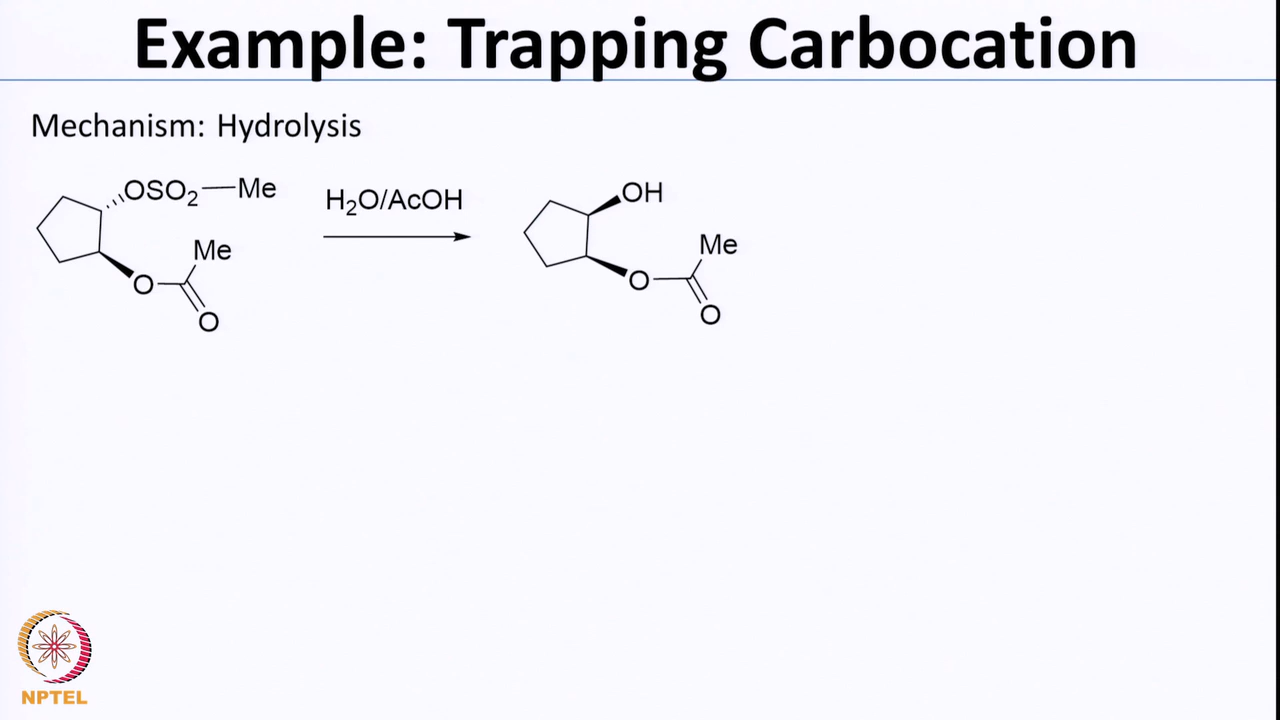 Example: Trapping Carbocation
Mechanism: Hydrolysis
OSO₂—Me
H₂O/AcOH
OH
Me
Me
O
O
O
O
NPTEL